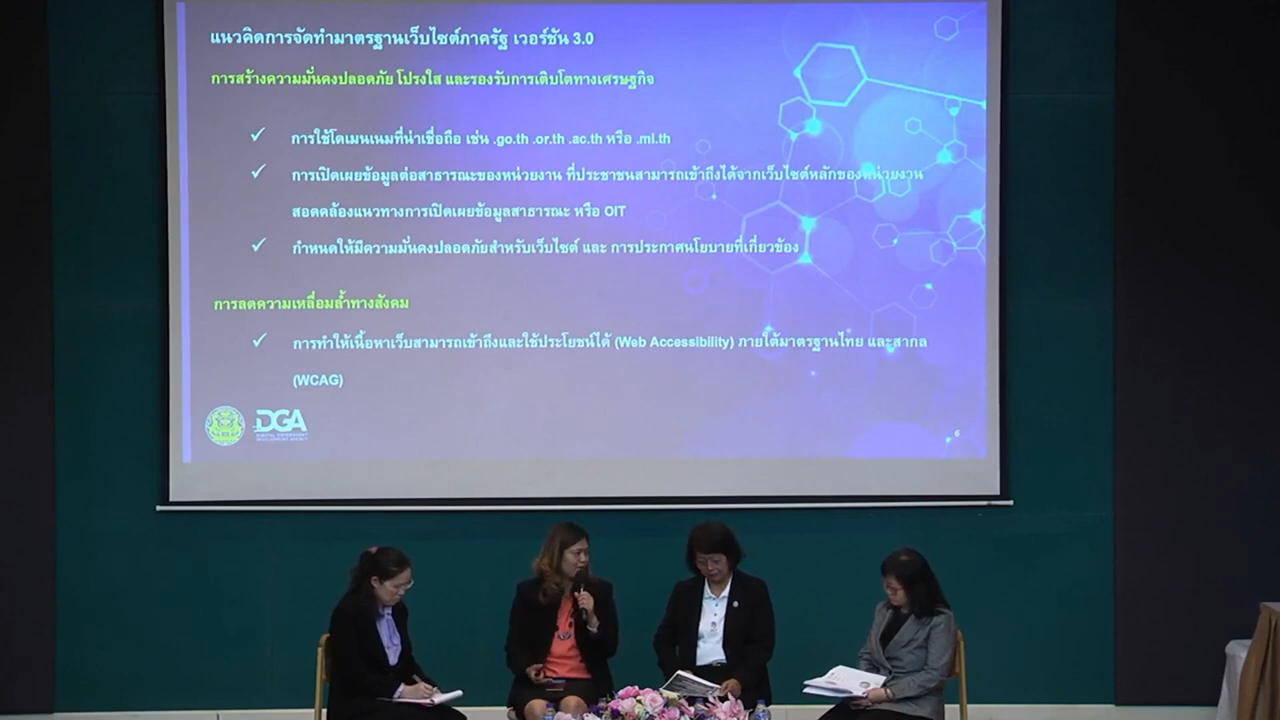 แนวคิดการจัดทำมาตรฐานเว็บไซต์ภาครัฐ เวอร์ชัน 3.0
การสร้างความมั่นคงปลอดภัย โปร่งใส และรองรับการเติบโตทางเศรษฐกิจ
✓ การใช้โดเมนเนมที่น่าเชื่อถือ เช่น .go.th .or.th .ac.th หรือ .mi.th
✓ การเปิดเผยข้อมูลต่อสาธารณะของหน่วยงาน ที่ประชาชนสามารถเข้าถึงได้จากเว็บไซต์หลักของหน่วยงาน
สอดคล้องแนวทางการเปิดเผยข้อมูลสาธารณะ หรือ OIT
✓ กำหนดให้มีความมั่นคงปลอดภัยสำหรับเว็บไซต์ และ การประกาศนโยบายที่เกี่ยวข้อง
การลดความเหลื่อมล้ำทางสังคม
✓ การทำให้เนื้อหาเว็บสามารถเข้าถึงและใช้ประโยชน์ได้ (Web Accessibility) ภายใต้มาตรฐานไทย และสากล
(WCAG)
DGA
DIGITAL GOVERNMENT
DEVELOPMENT AGENCY
6